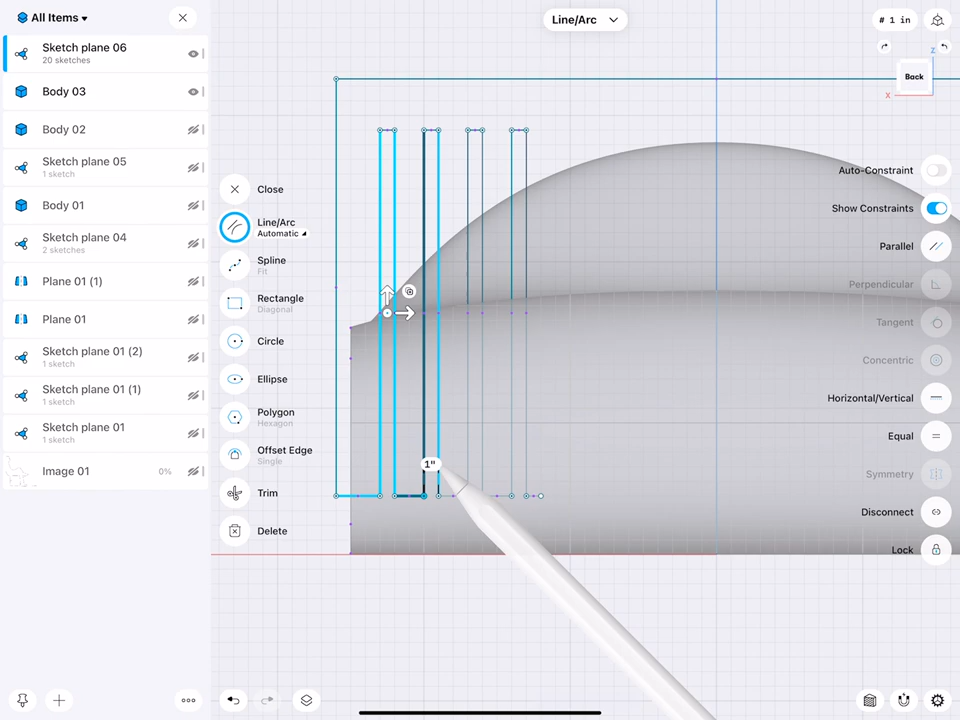 All Items ▾
Sketch plane 06
20 sketches
Body 03
Body 02
Sketch plane 05
1 sketch
Body 01
Sketch plane 04
2 sketches
Plane 01 (1)
Plane 01
Sketch plane 01 (2)
1 sketch
Sketch plane 01 (1)
1 sketch
Sketch plane 01
1 sketch
Image 01
0%
Line/Arc
# 1 in
Z
Back
X
Close
Line/Arc
Automatic
Spline
Fit
Rectangle
Diagonal
Circle
Ellipse
Polygon
Hexagon
Offset Edge
Single
Trim
Delete
1"
Auto-Constraint
Show Constraints
Parallel
Perpendicular
Tangent
Concentric
Horizontal/Vertical
Equal
Symmetry
Disconnect
Lock